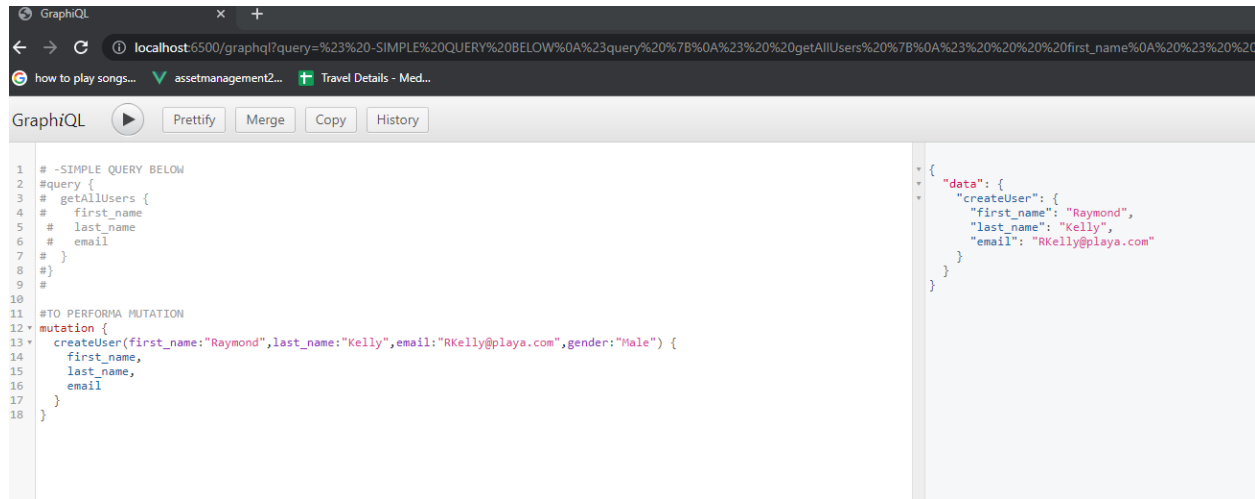 GraphiQL
localhost:6500/graphql?query=%23%20-SIMPLE%20QUERY%20BELOW%0A%23query%20%7B%0A%23%20%20getAllUsers%20%7B%0A%23%20%20%20%20first_name%0A%20%23%20%20
how to play songs... assetmanagement2... Travel Details - Med...
GraphiQL Prettify Merge Copy History
1 # -SIMPLE QUERY BELOW
2 #query {
3 #  getAllUsers {
4 #    first_name
5  #   last_name
6  #   email
7 #  }
8 #}
9 #
10
11 #TO PERFORMA MUTATION
12 mutation {
13   createUser(first_name:"Raymond",last_name:"Kelly",email:"RKelly@playa.com",gender:"Male") {
14     first_name,
15     last_name,
16     email
17   }
18 }
{
  "data": {
    "createUser": {
      "first_name": "Raymond",
      "last_name": "Kelly",
      "email": "RKelly@playa.com"
    }
  }
}